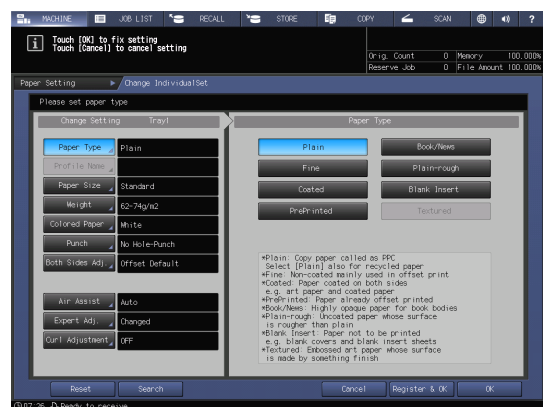 MACHINE JOB LIST RECALL STORE COPY SCAN ?
Touch [OK] to fix setting
Touch [Cancel] to cancel setting
Orig. Count 0 Memory 100.000%
Reserve Job 0 File Amount 100.000%
Paper Setting Change IndividualSet
Please set paper type
Change Setting Tray1
Paper Type
Paper Type Plain
Profile Name
Paper Size Standard
Weight 62-74g/m2
Colored Paper White
Punch No Hole-Punch
Both Sides Adj. Offset Default
Air Assist Auto
Expert Adj. Changed
Curl Adjustment OFF
Plain Book/News
Fine Plain-rough
Coated Blank Insert
PrePrinted Textured
*Plain: Copy paper called as PPC
Select [Plain] also for recycled paper
*Fine: Non-coated mainly used in offset print
*Coated: Paper coated on both sides
e.g. art paper and coated paper
*PrePrinted: Paper already offset printed
*Book/News: Highly opaque paper for book bodies
*Plain-rough: Uncoated paper whose surface
is rougher than plain
*Blank Insert: Paper not to be printed
e.g. blank covers and blank insert sheets
*Textured: Embossed art paper whose surface
is made by something finish
Reset Search Cancel Register & OK OK
07:26 Ready to receive